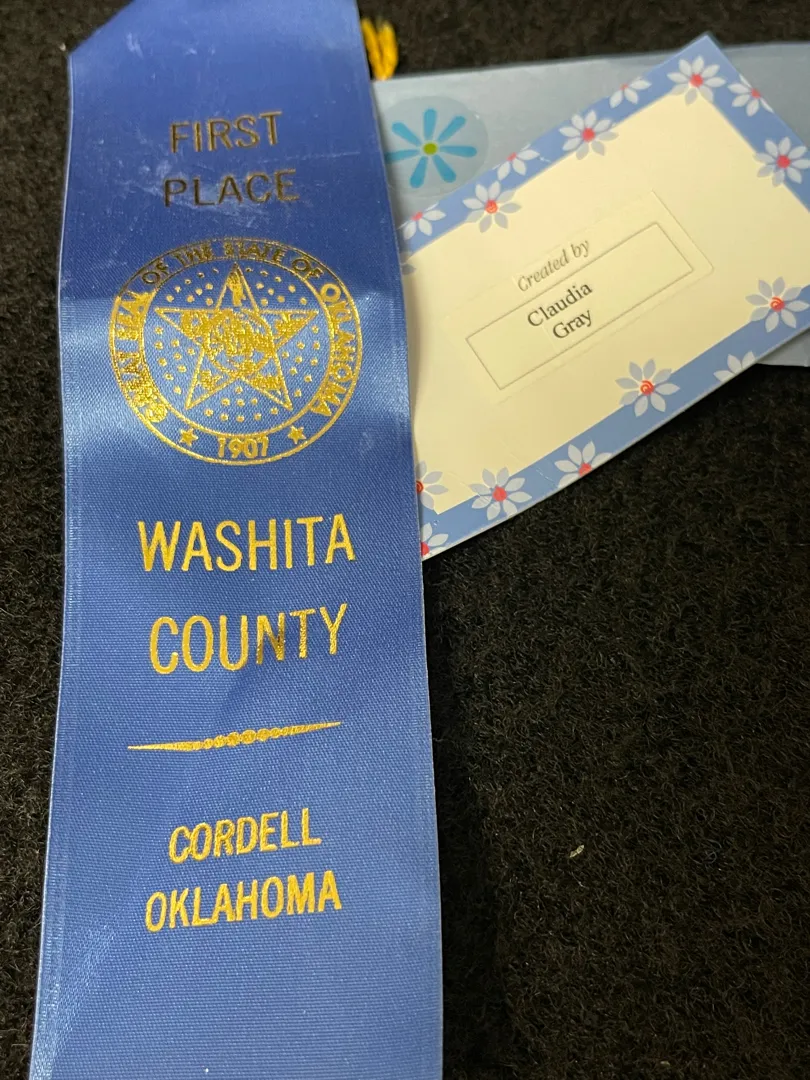 FIRST
PLACE
GREAT SEAL OF THE STATE OF OKLAHOMA
1907
WASHITA
COUNTY
CORDELL
OKLAHOMA
Created by
Claudia
Gray